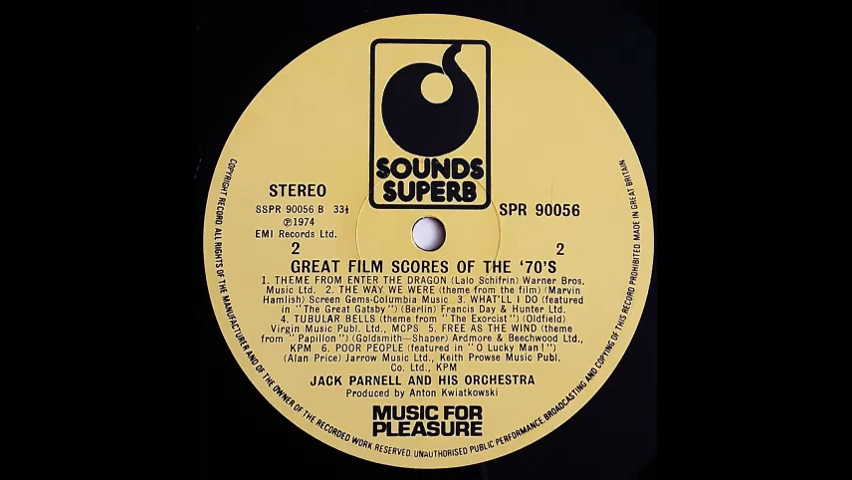 SOUNDS
SUPERB
STEREO
SSPR 90056 B 33⅓
℗1974
EMI Records Ltd.
SPR 90056
2
2
GREAT FILM SCORES OF THE '70'S
1. THEME FROM ENTER THE DRAGON (Lalo Schifrin) Warner Bros.
Music Ltd. 2. THE WAY WE WERE (theme from the film) (Marvin
Hamlish) Screen Gems-Columbia Music 3. WHAT'LL I DO (featured
in "The Great Gatsby") (Berlin) Francis Day & Hunter Ltd.
4. TUBULAR BELLS (theme from "The Exorcist") (Oldfield)
Virgin Music Publ. Ltd., MCPS 5. FREE AS THE WIND (theme
from "Papillon") (Goldsmith—Shaper) Ardmore & Beechwood Ltd.,
KPM 6. POOR PEOPLE (featured in "O Lucky Man!")
(Alan Price) Jarrow Music Ltd., Keith Prowse Music Publ.
Co. Ltd., KPM
JACK PARNELL AND HIS ORCHESTRA
Produced by Anton Kwiatkowski
MUSIC FOR
PLEASURE
COPYRIGHT RECORD. ALL RIGHTS OF THE MANUFACTURER AND OF THE OWNER OF THE RECORDED WORK RESERVED. UNAUTHORISED PUBLIC PERFORMANCE, BROADCASTING AND COPYING OF THIS RECORD PROHIBITED. MADE IN GREAT BRITAIN